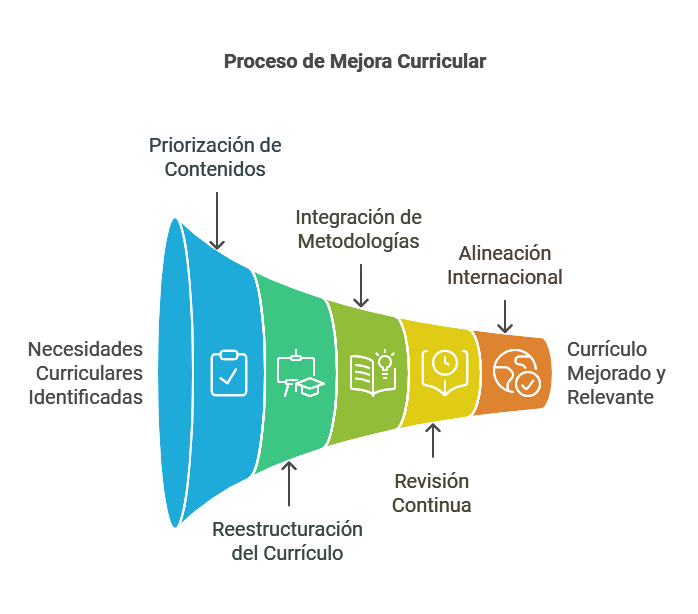 Proceso de Mejora Curricular
Priorización de
Contenidos
Integración de
Metodologías
Alineación
Internacional
Necesidades
Curriculares
Identificadas
Currículo
Mejorado y
Relevante
Revisión
Continua
Reestructuración
del Currículo